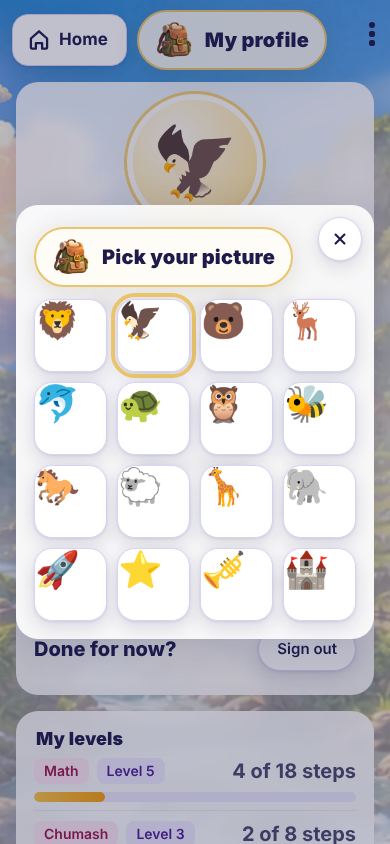 Home
My profile
Pick your picture
Done for now?
Sign out
My levels
Math
Level 5
4 of 18 steps
Chumash
Level 3
2 of 8 steps